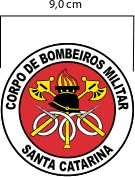 9,0 cm
CORPO DE BOMBEIROS MILITAR
SANTA CATARINA